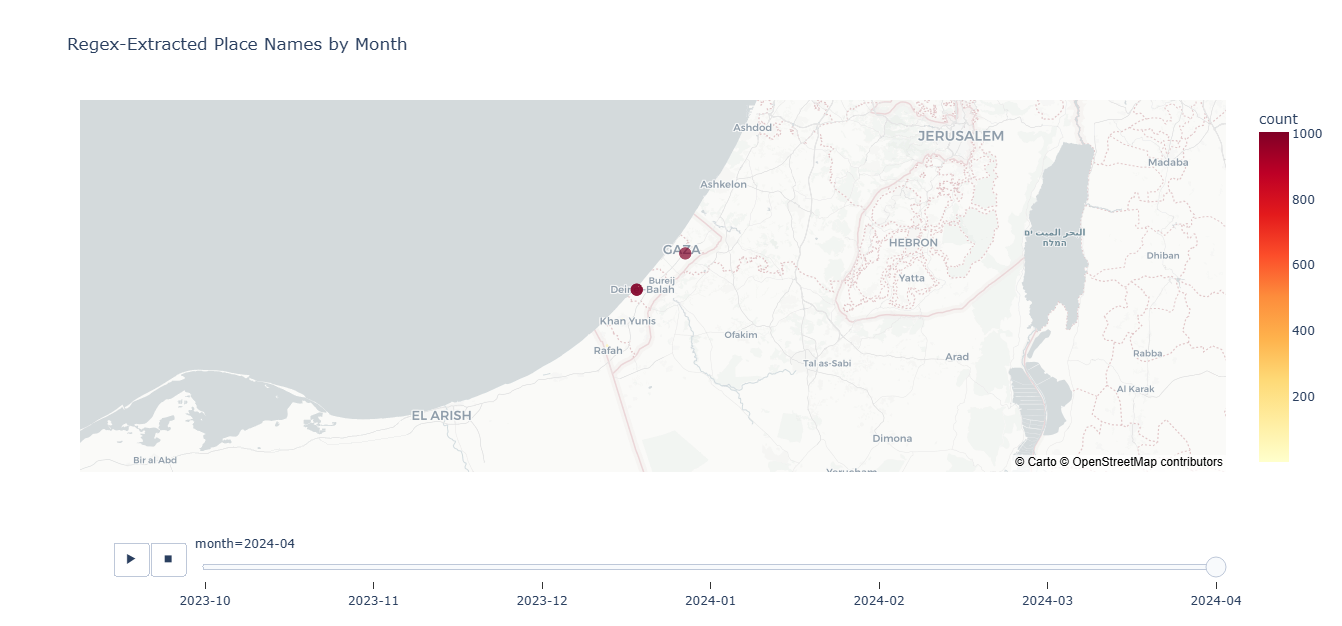 Regex-Extracted Place Names by Month
count
1000
800
600
400
200
Ashdod
JERUSALEM
Madaba
Ashkelon
البحر الميت ים
המלח
GAZA
HEBRON
Dhiban
Yatta
Bureij
Balah
Khan Yunis
Ofakim
Rafah
Tal as-Sabi
Arad
Rabba
Al Karak
EL ARISH
Dimona
Bir al Abd
Yeruham
© Carto © OpenStreetMap contributors
month=2024-04
2023-10
2023-11
2023-12
2024-01
2024-02
2024-03
2024-04